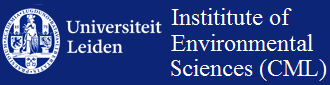 Universiteit
Leiden
Instititute of
Environmental
Sciences (CML)